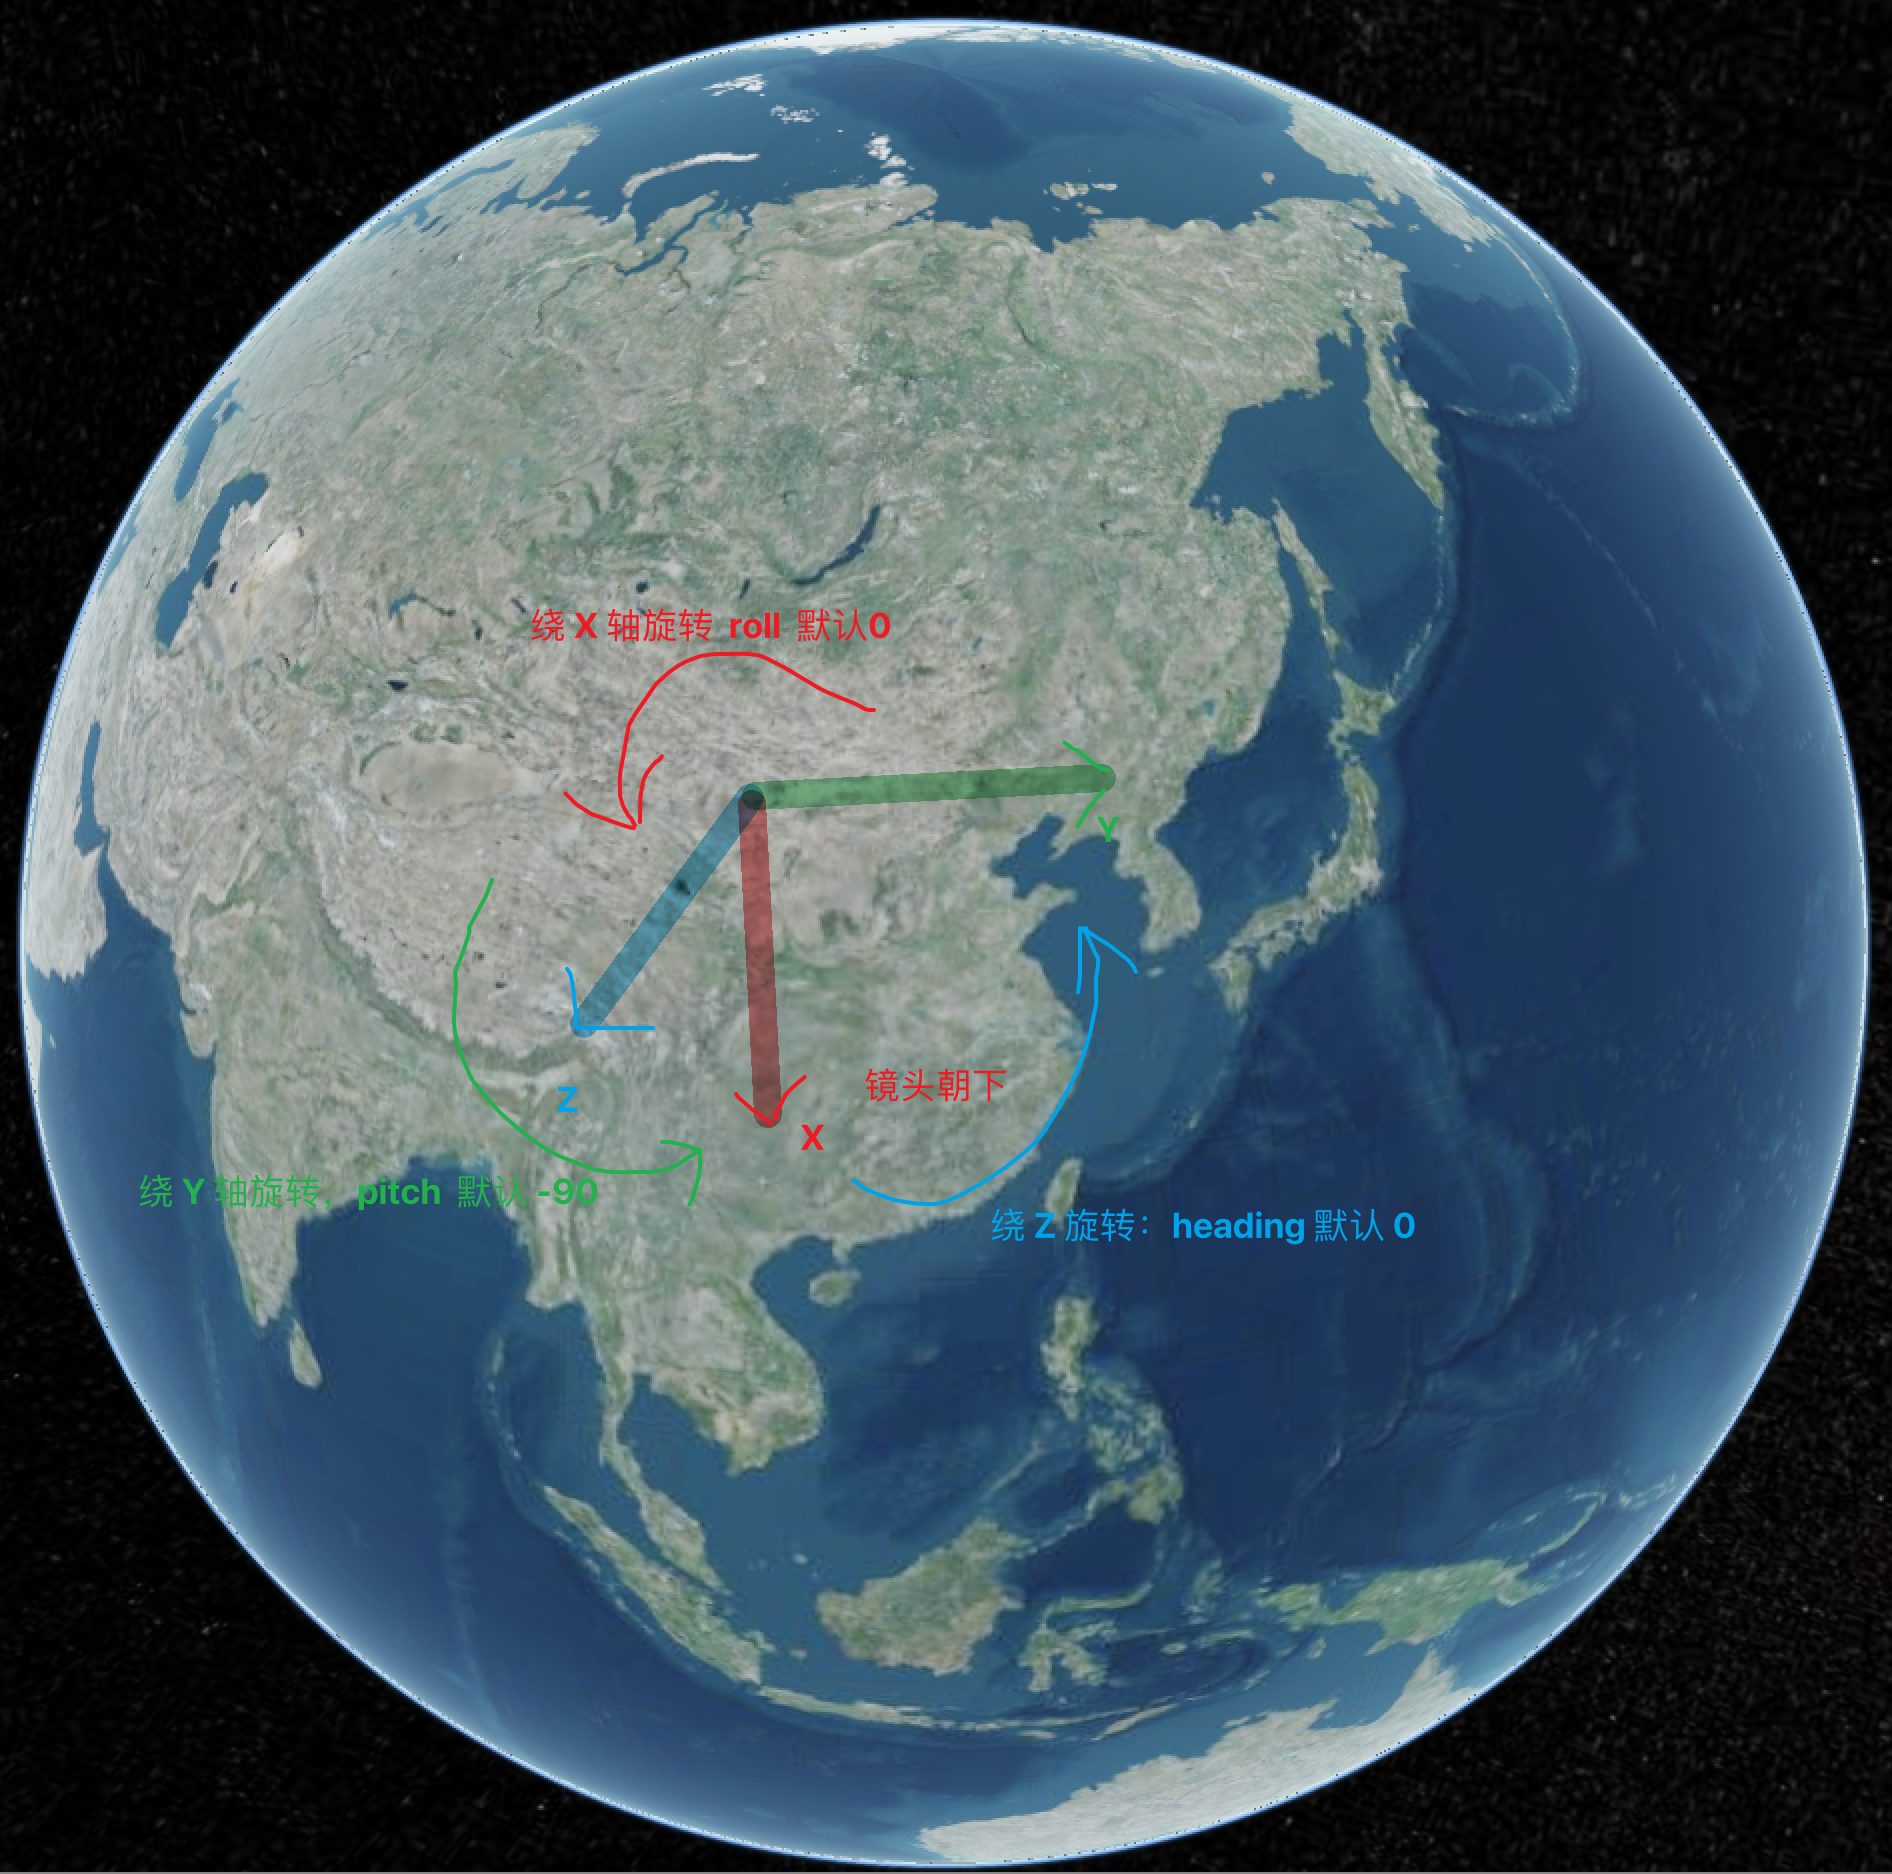 绕 X 轴旋转 roll 默认0
Y
Z
镜头朝下
X
绕 Y 轴旋转，pitch 默认 -90
绕 Z 旋转：heading 默认 0